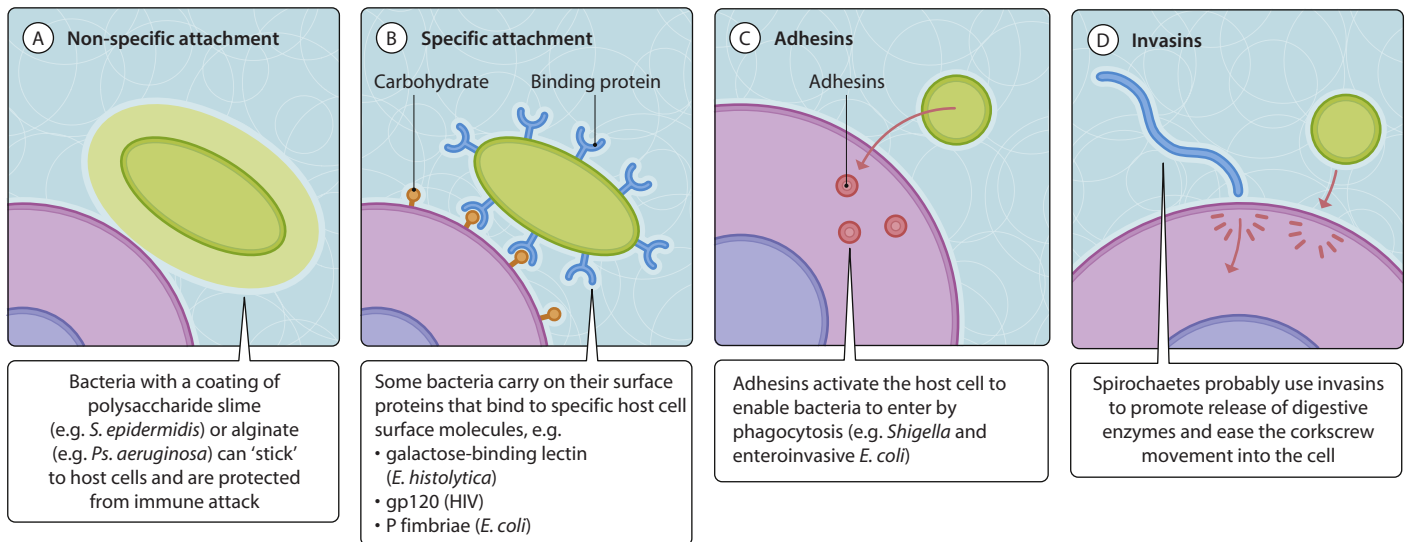 A Non-specific attachment
Bacteria with a coating of
polysaccharide slime
(e.g. S. epidermidis) or alginate
(e.g. Ps. aeruginosa) can ‘stick’
to host cells and are protected
from immune attack
B Specific attachment
Carbohydrate
Binding protein
Some bacteria carry on their surface
proteins that bind to specific host cell
surface molecules, e.g.
• galactose-binding lectin
(E. histolytica)
• gp120 (HIV)
• P fimbriae (E. coli)
C Adhesins
Adhesins
Adhesins activate the host cell to
enable bacteria to enter by
phagocytosis (e.g. Shigella and
enteroinvasive E. coli)
D Invasins
Spirochaetes probably use invasins
to promote release of digestive
enzymes and ease the corkscrew
movement into the cell